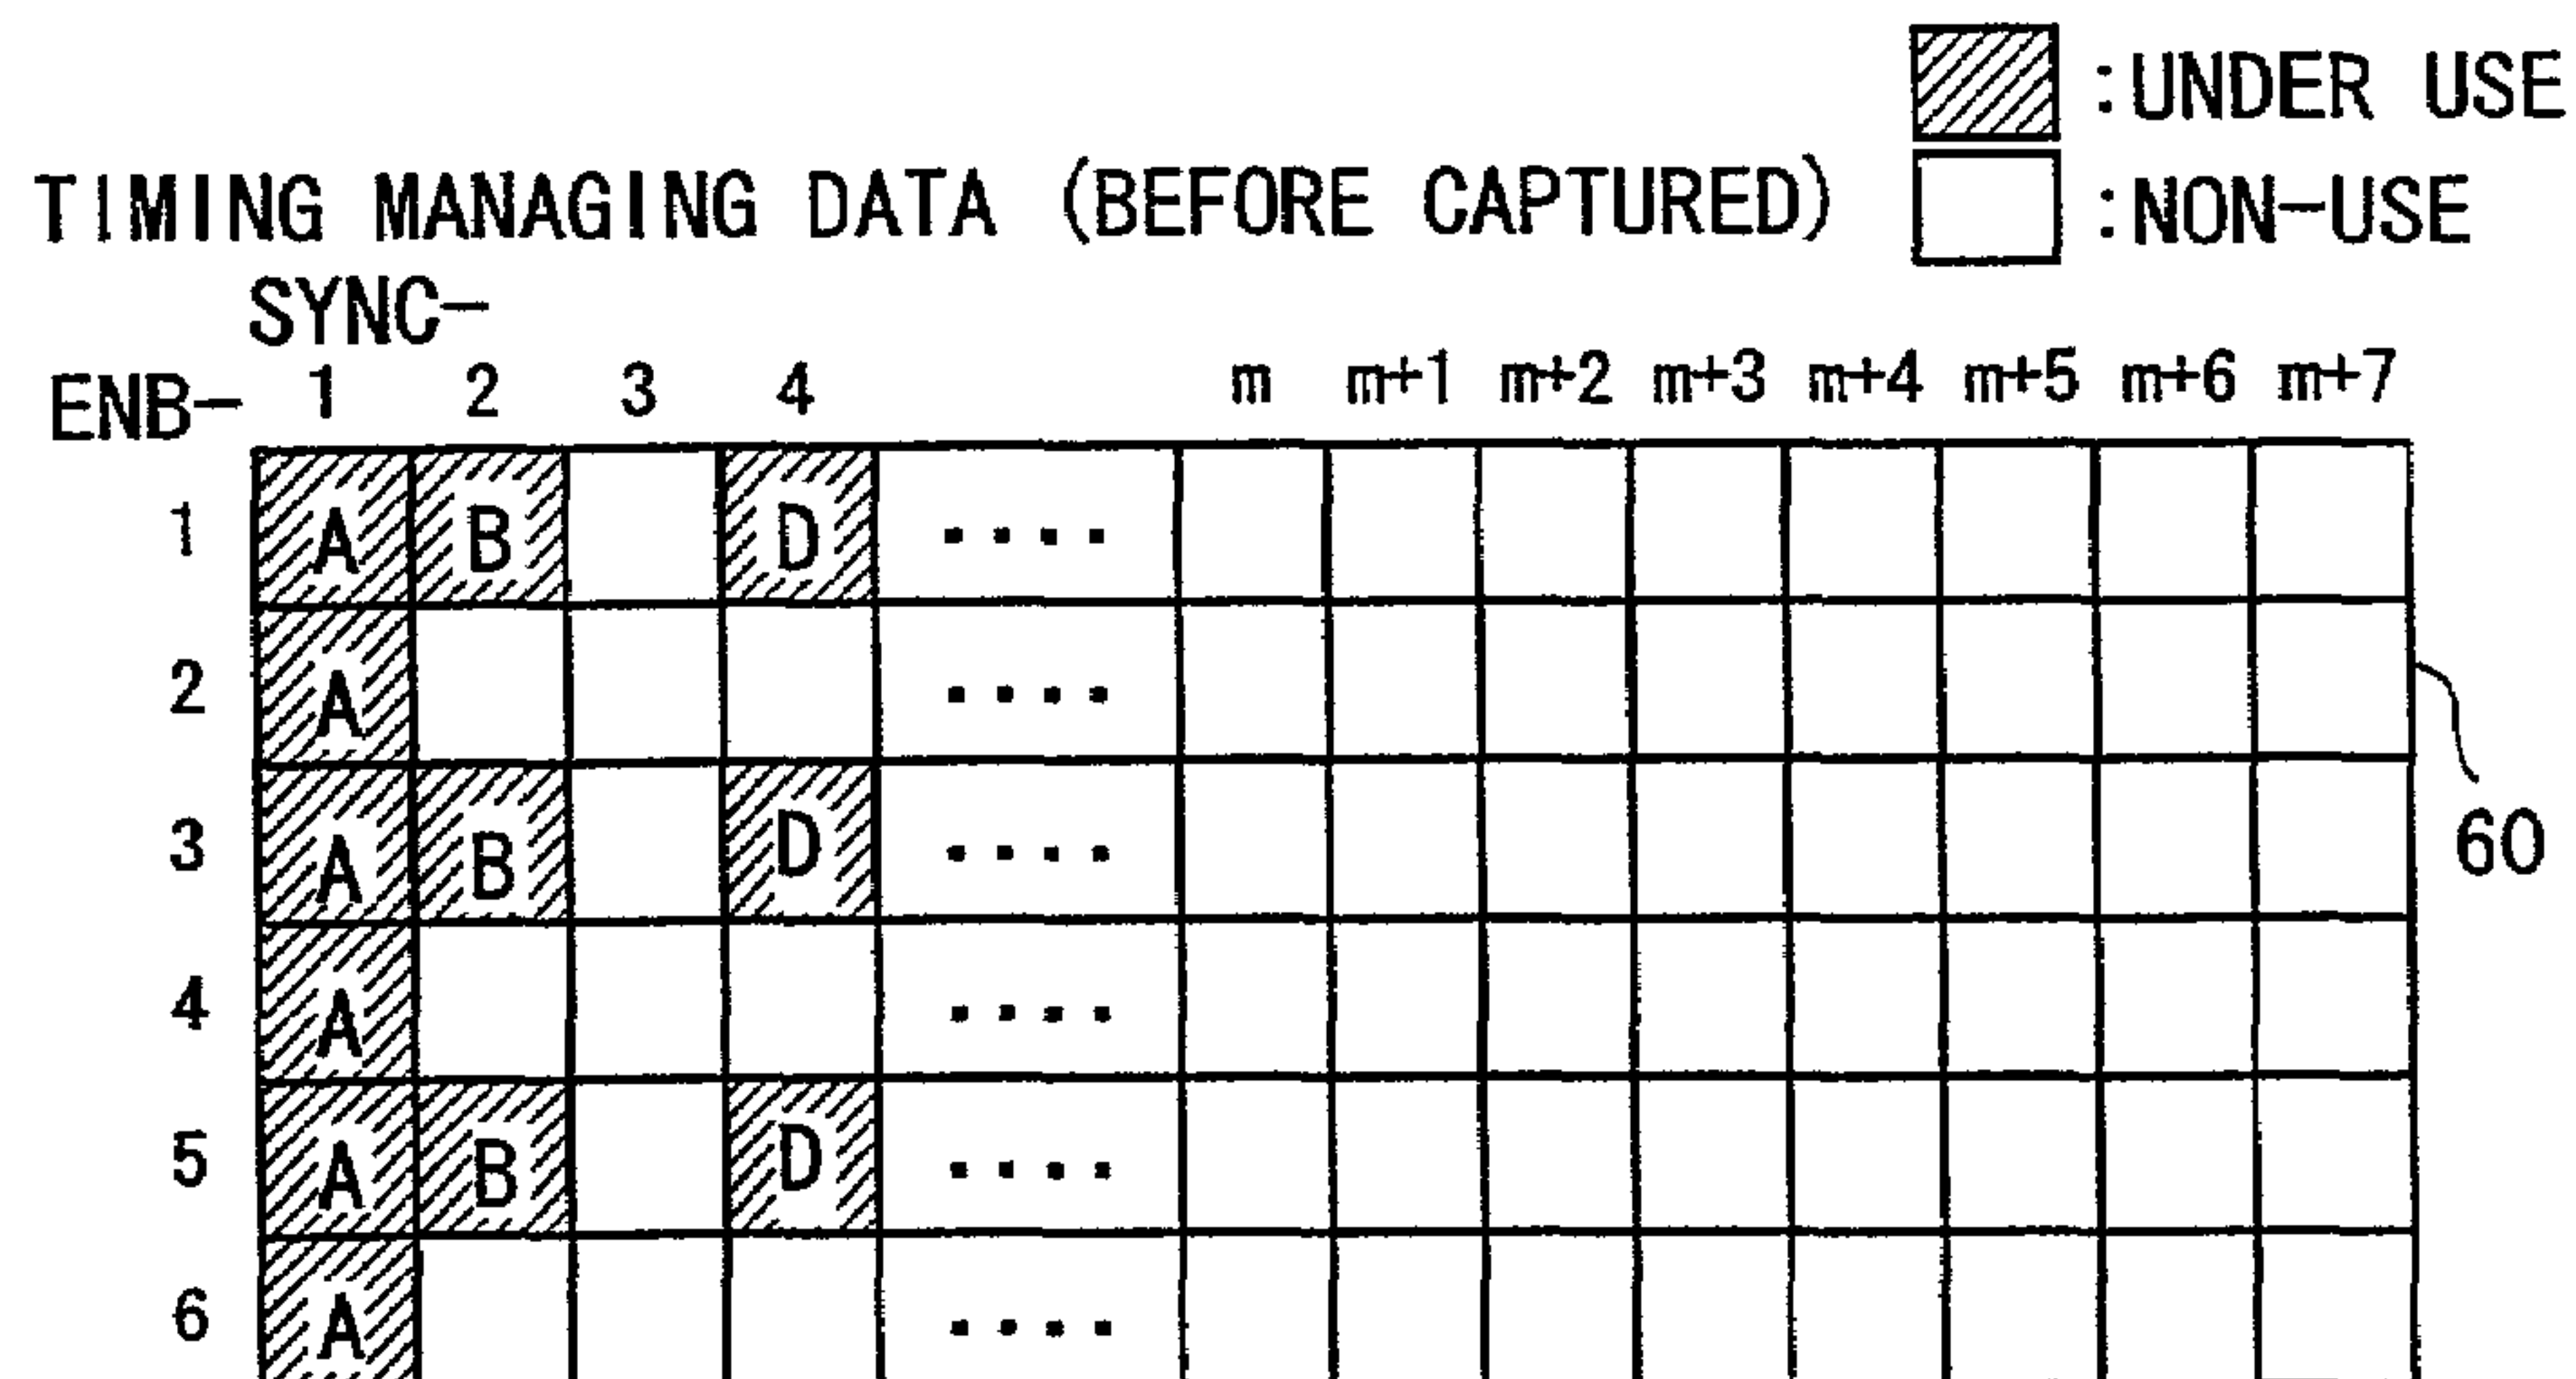 :UNDER USE
TIMING MANAGING DATA (BEFORE CAPTURED) :NON-USE
SYNC-
ENB- 1 2 3 4 m m+1 m+2 m+3 m+4 m+5 m+6 m+7
1 A B D ....
2 A ....
3 A B D ....
60
4 A ....
5 A B D ....
6 A ....